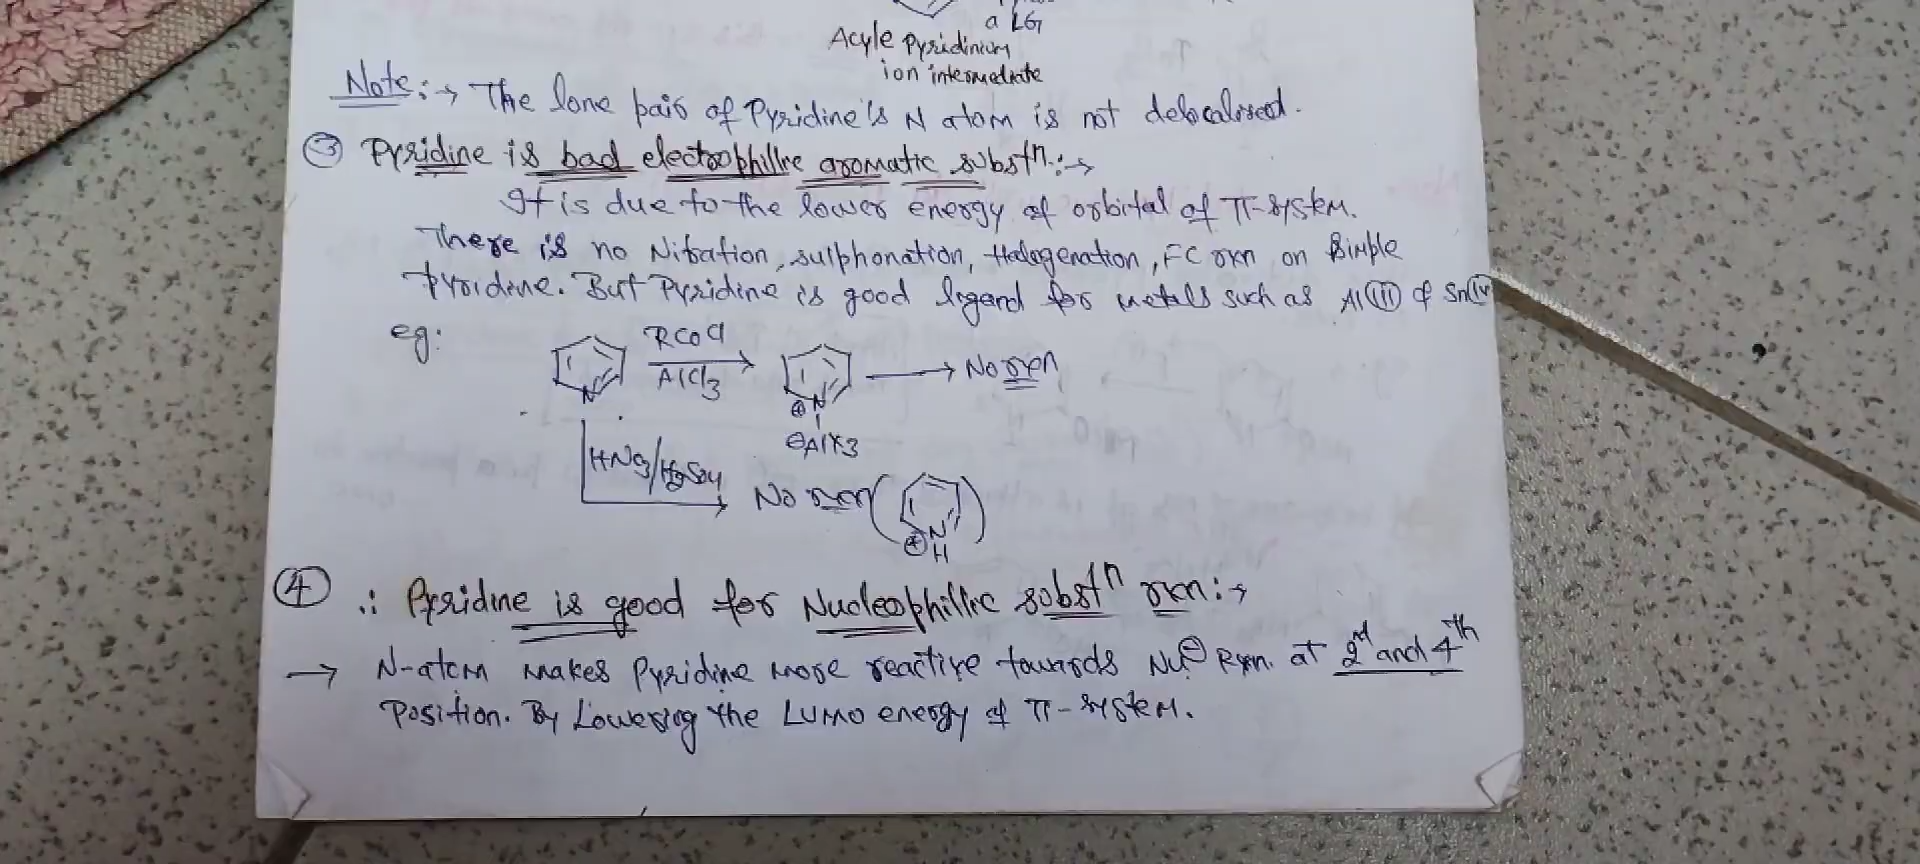 a LG
Acyle Pyridinium
ion intermediate
Note:→ The lone pair of Pyridine's N atom is not delocalised.
③ Pyridine is bad electrophillic aromatic substn:→
It is due to the lower energy of orbital of π-system.
There is no Nitration, sulphonation, Halogenation, FC rxn on simple
Pyridine. But Pyridine is good ligand for metals such as Al(III) & Sn(IV)
eg:
RCOCl
AlCl3
N
⊕N
⊖AlX3
→ No rxn
HNO3/H2SO4
No rxn (
⊕N
H
)
④ ∴ Pyridine is good for Nucleophillic substn rxn:→
→ N-atom makes Pyridine more reactive towards Nu⊖ Rxn. at 2nd and 4th
Position. By Lowering the LUMO energy of π-system.